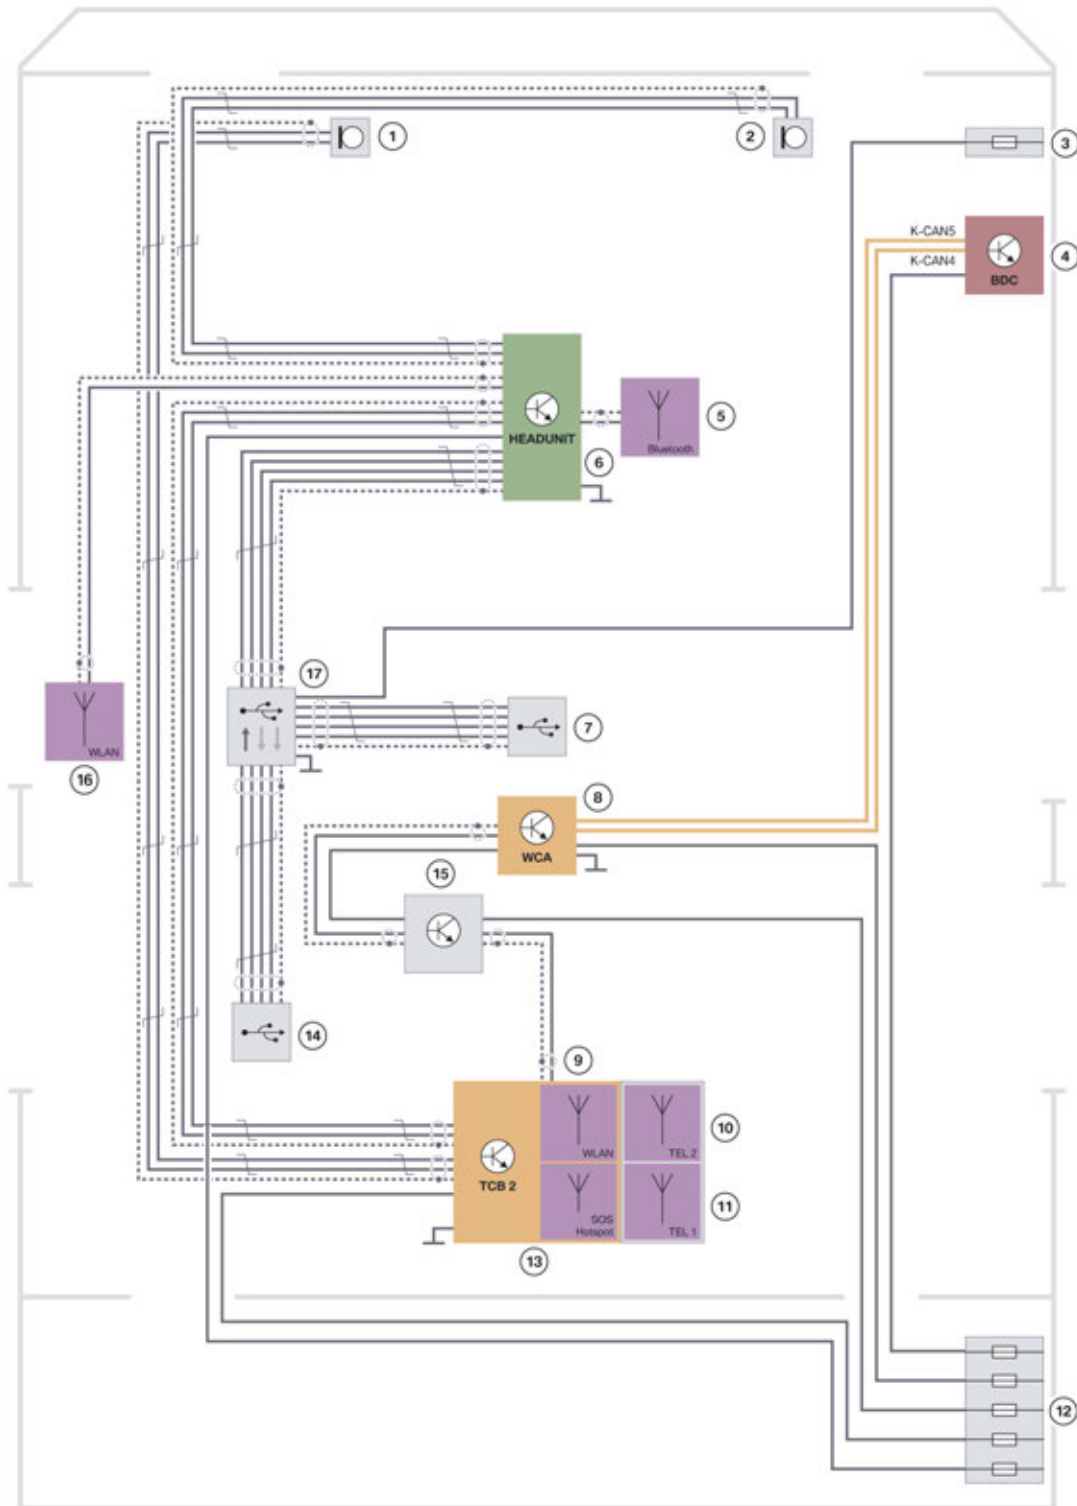 1
2
3
K-CAN5
K-CAN4
BDC
4
HEADUNIT
Bluetooth
5
6
17
7
WLAN
16
8
WCA
15
14
9
TCB 2
WLAN
TEL 2
10
SOS
Hotspot
TEL 1
11
13
12